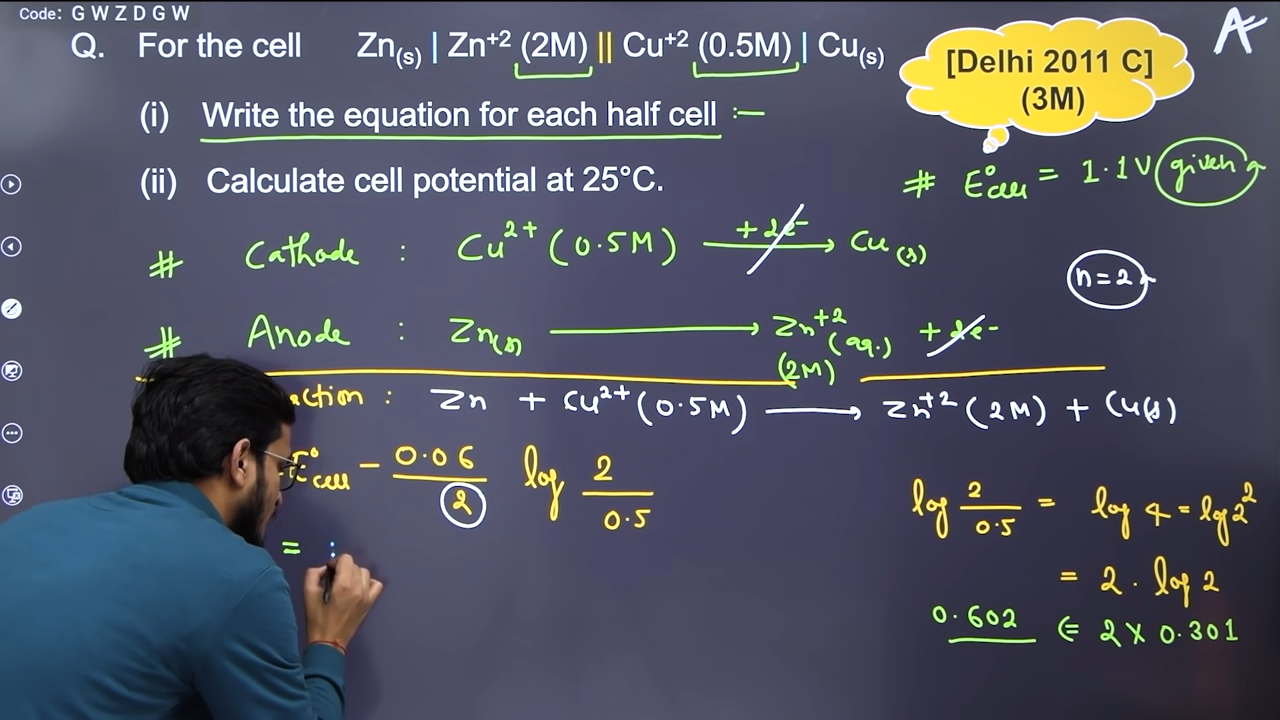 Code: G W Z D G W
Q. For the cell Zn(s) | Zn+2 (2M) || Cu+2 (0.5M) | Cu(s)
[Delhi 2011 C]
(3M)
(i) Write the equation for each half cell :—
(ii) Calculate cell potential at 25°C.
# E°cell = 1.1V given
# Cathode : Cu2+ (0.5M) +2e- → Cu(s)
n=2
# Anode : Zn(s) → Zn+2 (aq.) + 2e-
(2M)
action : Zn + Cu2+ (0.5M) → Zn+2 (2M) + Cu(s)
E°cell - 0.06/2 log 2/0.5
log 2/0.5 = log 4 = log 2²
=
= 2 . log 2
0.602 ⇐ 2 X 0.301